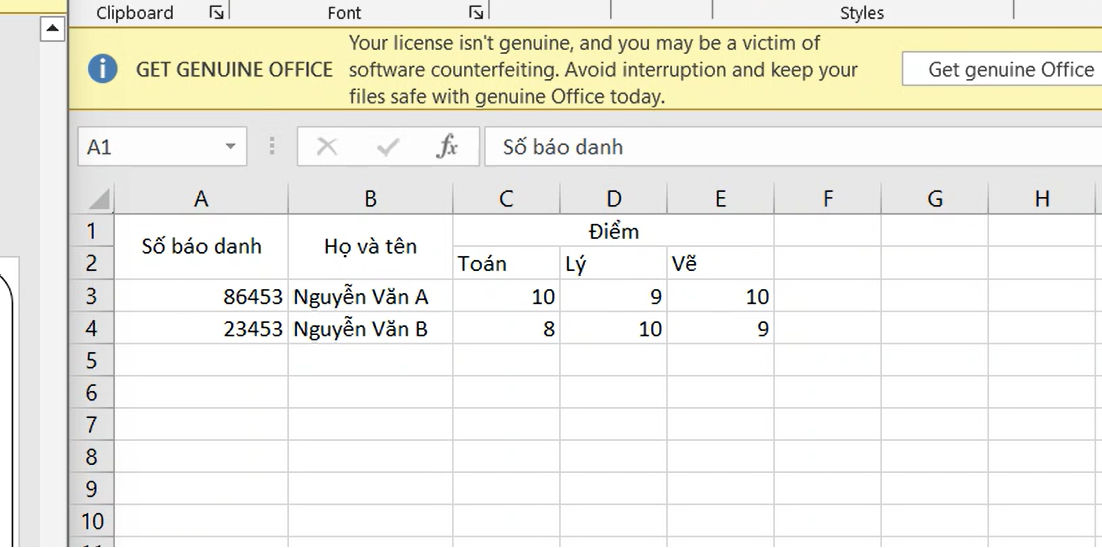 Clipboard Font Styles
Your license isn't genuine, and you may be a victim of
GET GENUINE OFFICE software counterfeiting. Avoid interruption and keep your Get genuine Office
files safe with genuine Office today.
A1 fx Số báo danh
A B C D E F G H
1 Số báo danh Họ và tên Điểm
2 Toán Lý Vẽ
3 86453 Nguyễn Văn A 10 9 10
4 23453 Nguyễn Văn B 8 10 9
5
6
7
8
9
10